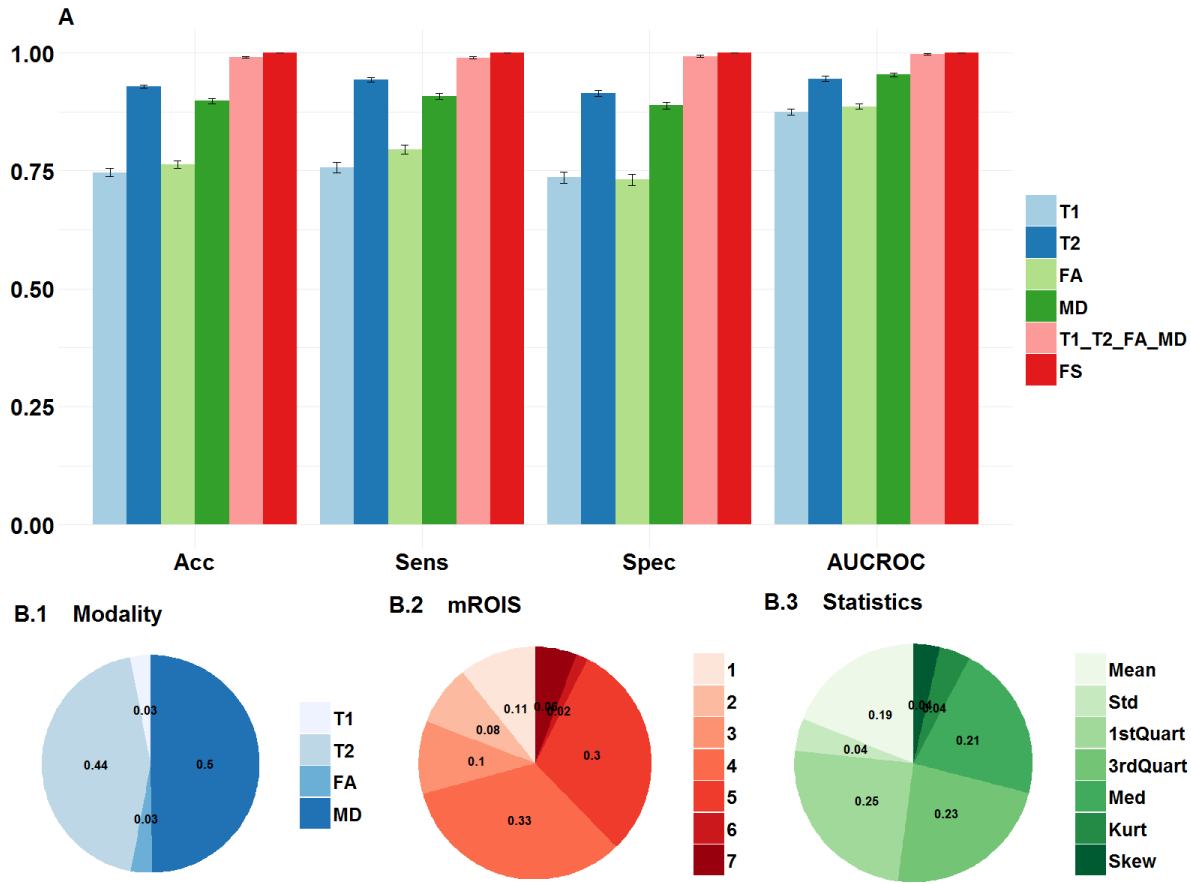 A
1.00
0.75
0.50
0.25
0.00
Acc Sens Spec AUCROC
T1
T2
FA
MD
T1_T2_FA_MD
FS
B.1 Modality
0.03
0.44
0.5
0.03
T1
T2
FA
MD
B.2 mROIS
0.11
0.06
0.02
0.08
0.3
0.1
0.33
1
2
3
4
5
6
7
B.3 Statistics
0.04
0.04
0.19
0.21
0.04
0.25
0.23
Mean
Std
1stQuart
3rdQuart
Med
Kurt
Skew